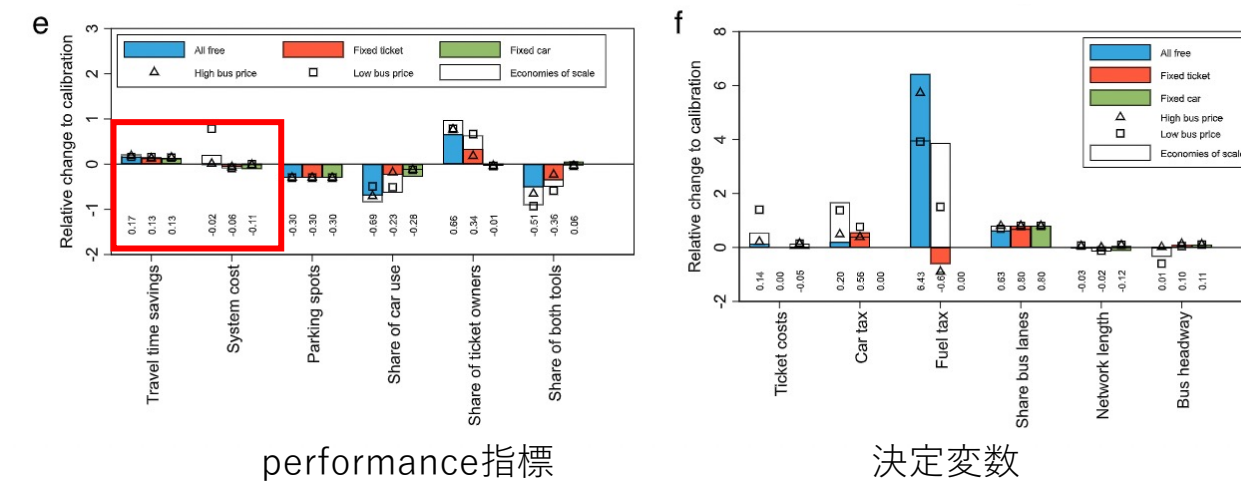 e
Relative change to calibration
3
2
1
0
-1
-2
All free
Fixed ticket
Fixed car
High bus price
Low bus price
Economies of scale
0.17
0.13
0.13
-0.02
-0.06
-0.11
-0.30
-0.30
-0.30
-0.69
-0.23
-0.28
0.66
0.34
-0.01
-0.51
-0.36
0.06
Travel time savings
System cost
Parking spots
Share of car use
Share of ticket owners
Share of both tools
performance指標
f
Relative change to calibration
8
6
4
2
0
-2
All free
Fixed ticket
Fixed car
High bus price
Low bus price
Economies of scale
0.14
0.00
-0.05
0.20
0.56
0.00
6.43
0.00
0.63
0.80
0.80
-0.03
-0.02
-0.12
0.01
0.10
0.11
Ticket costs
Car tax
Fuel tax
Share bus lanes
Network length
Bus headway
決定変数